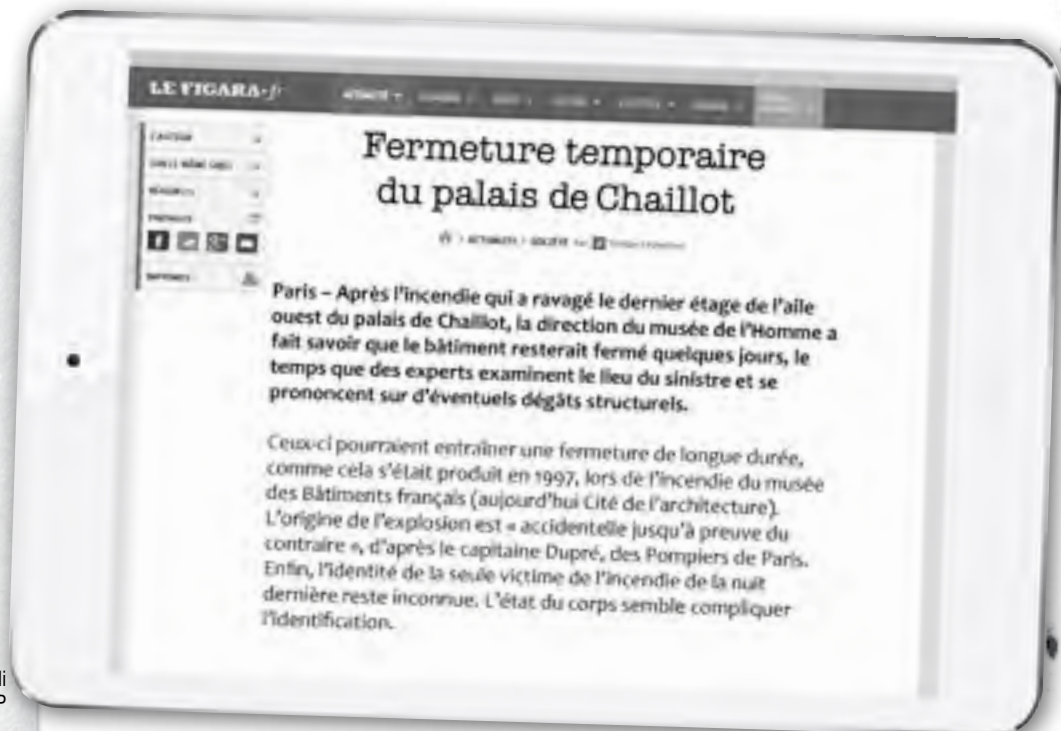 LE FIGARA·fr
ACTUALITÉ
Fermeture temporaire
du palais de Chaillot
> ACTUALITÉ > SOCIÉTÉ
Paris – Après l'incendie qui a ravagé le dernier étage de l'aile
ouest du palais de Chaillot, la direction du musée de l'Homme a
fait savoir que le bâtiment resterait fermé quelques jours, le
temps que des experts examinent le lieu du sinistre et se
prononcent sur d'éventuels dégâts structurels.
Ceux-ci pourraient entraîner une fermeture de longue durée,
comme cela s'était produit en 1997, lors de l'incendie du musée
des Bâtiments français (aujourd'hui Cité de l'architecture).
L'origine de l'explosion est « accidentelle jusqu'à preuve du
contraire », d'après le capitaine Dupré, des Pompiers de Paris.
Enfin, l'identité de la seule victime de l'incendie de la nuit
dernière reste inconnue. L'état du corps semble compliquer
l'identification.